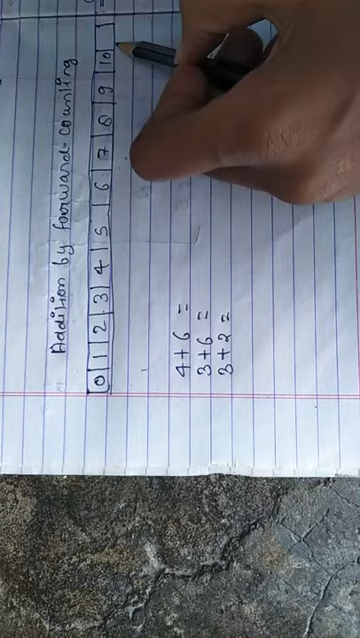 Addition by foorward counting
0 1 2 3 4 5 6 7 8 9 10
4+6 =
3+6 =
3+2 =